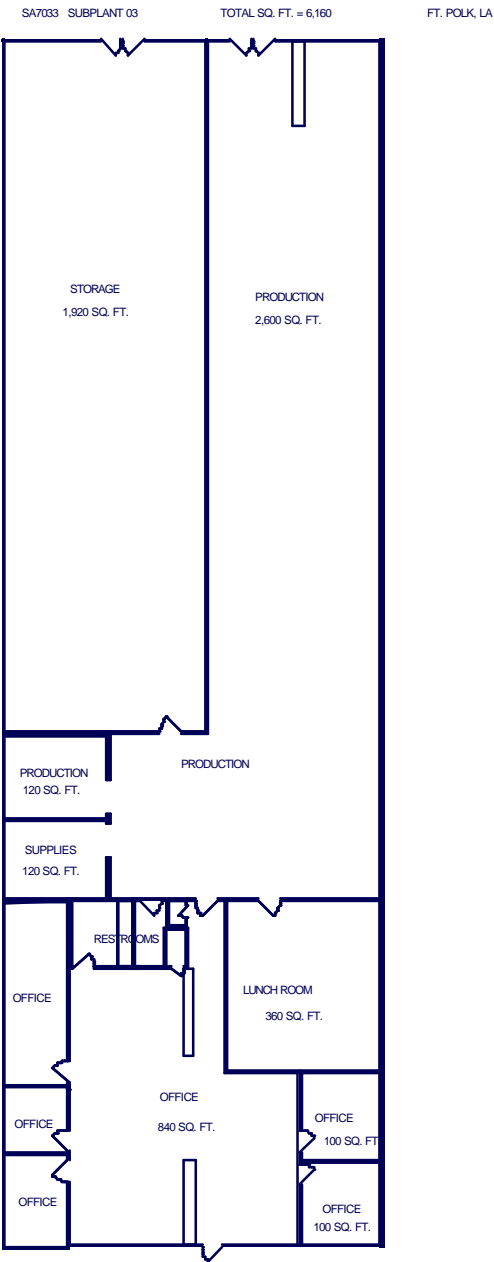 SA7033 SUBPLANT 03 TOTAL SQ. FT. = 6,160 FT. POLK, LA
STORAGE
1,920 SQ. FT.
PRODUCTION
2,600 SQ. FT.
PRODUCTION
PRODUCTION
120 SQ. FT.
SUPPLIES
120 SQ. FT.
RESTROOMS
OFFICE
LUNCH ROOM
360 SQ. FT.
OFFICE
840 SQ. FT.
OFFICE
OFFICE
100 SQ. FT
OFFICE
OFFICE
100 SQ. FT.